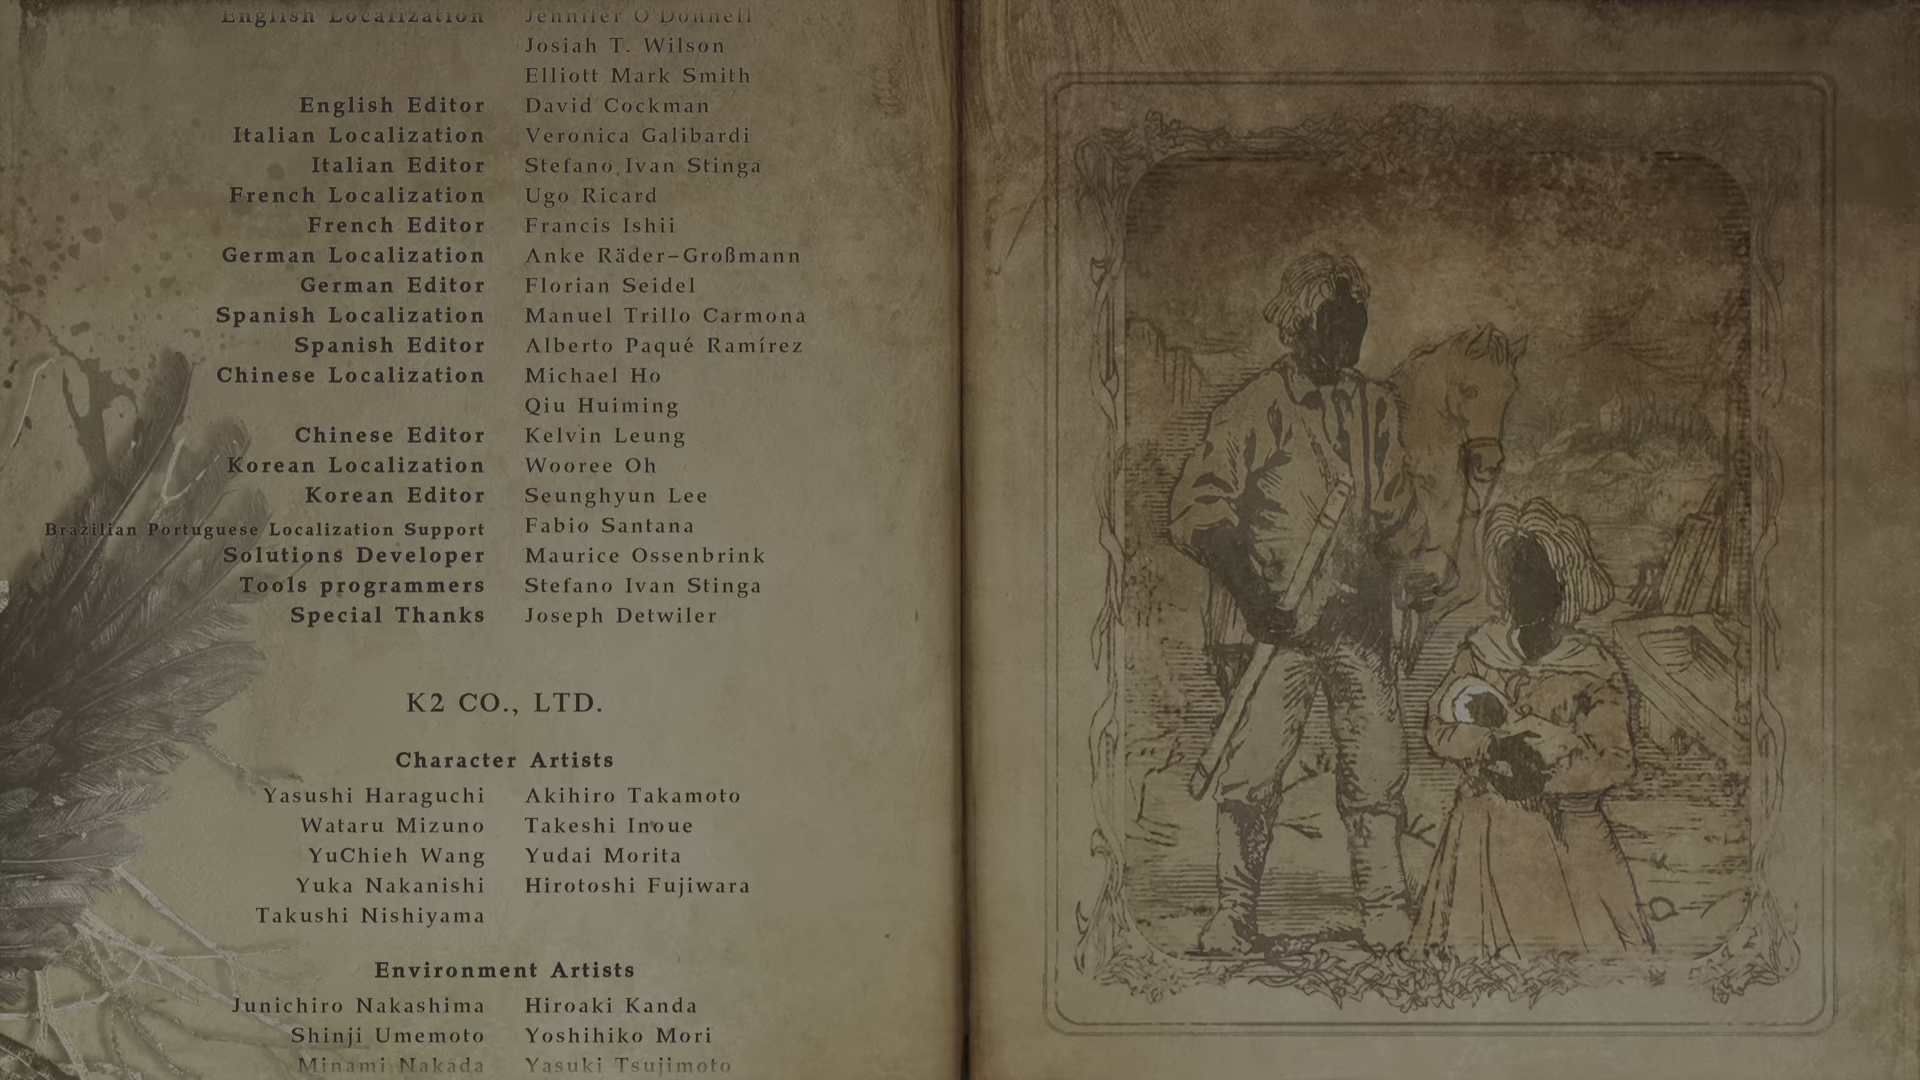 English Localization Jennifer O'Donnell
Josiah T. Wilson
Elliott Mark Smith
English Editor David Cockman
Italian Localization Veronica Galibardi
Italian Editor Stefano Ivan Stinga
French Localization Ugo Ricard
French Editor Francis Ishii
German Localization Anke Räder-Großmann
German Editor Florian Seidel
Spanish Localization Manuel Trillo Carmona
Spanish Editor Alberto Paqué Ramírez
Chinese Localization Michael Ho
Qiu Huiming
Chinese Editor Kelvin Leung
Korean Localization Wooree Oh
Korean Editor Seunghyun Lee
Brazilian Portuguese Localization Support Fabio Santana
Solutions Developer Maurice Ossenbrink
Tools programmers Stefano Ivan Stinga
Special Thanks Joseph Detwiler
K2 CO., LTD.
Character Artists
Yasushi Haraguchi Akihiro Takamoto
Wataru Mizuno Takeshi Inoue
YuChieh Wang Yudai Morita
Yuka Nakanishi Hirotoshi Fujiwara
Takushi Nishiyama
Environment Artists
Junichiro Nakashima Hiroaki Kanda
Shinji Umemoto Yoshihiko Mori
Minami Nakada Yasuki Tsujimoto